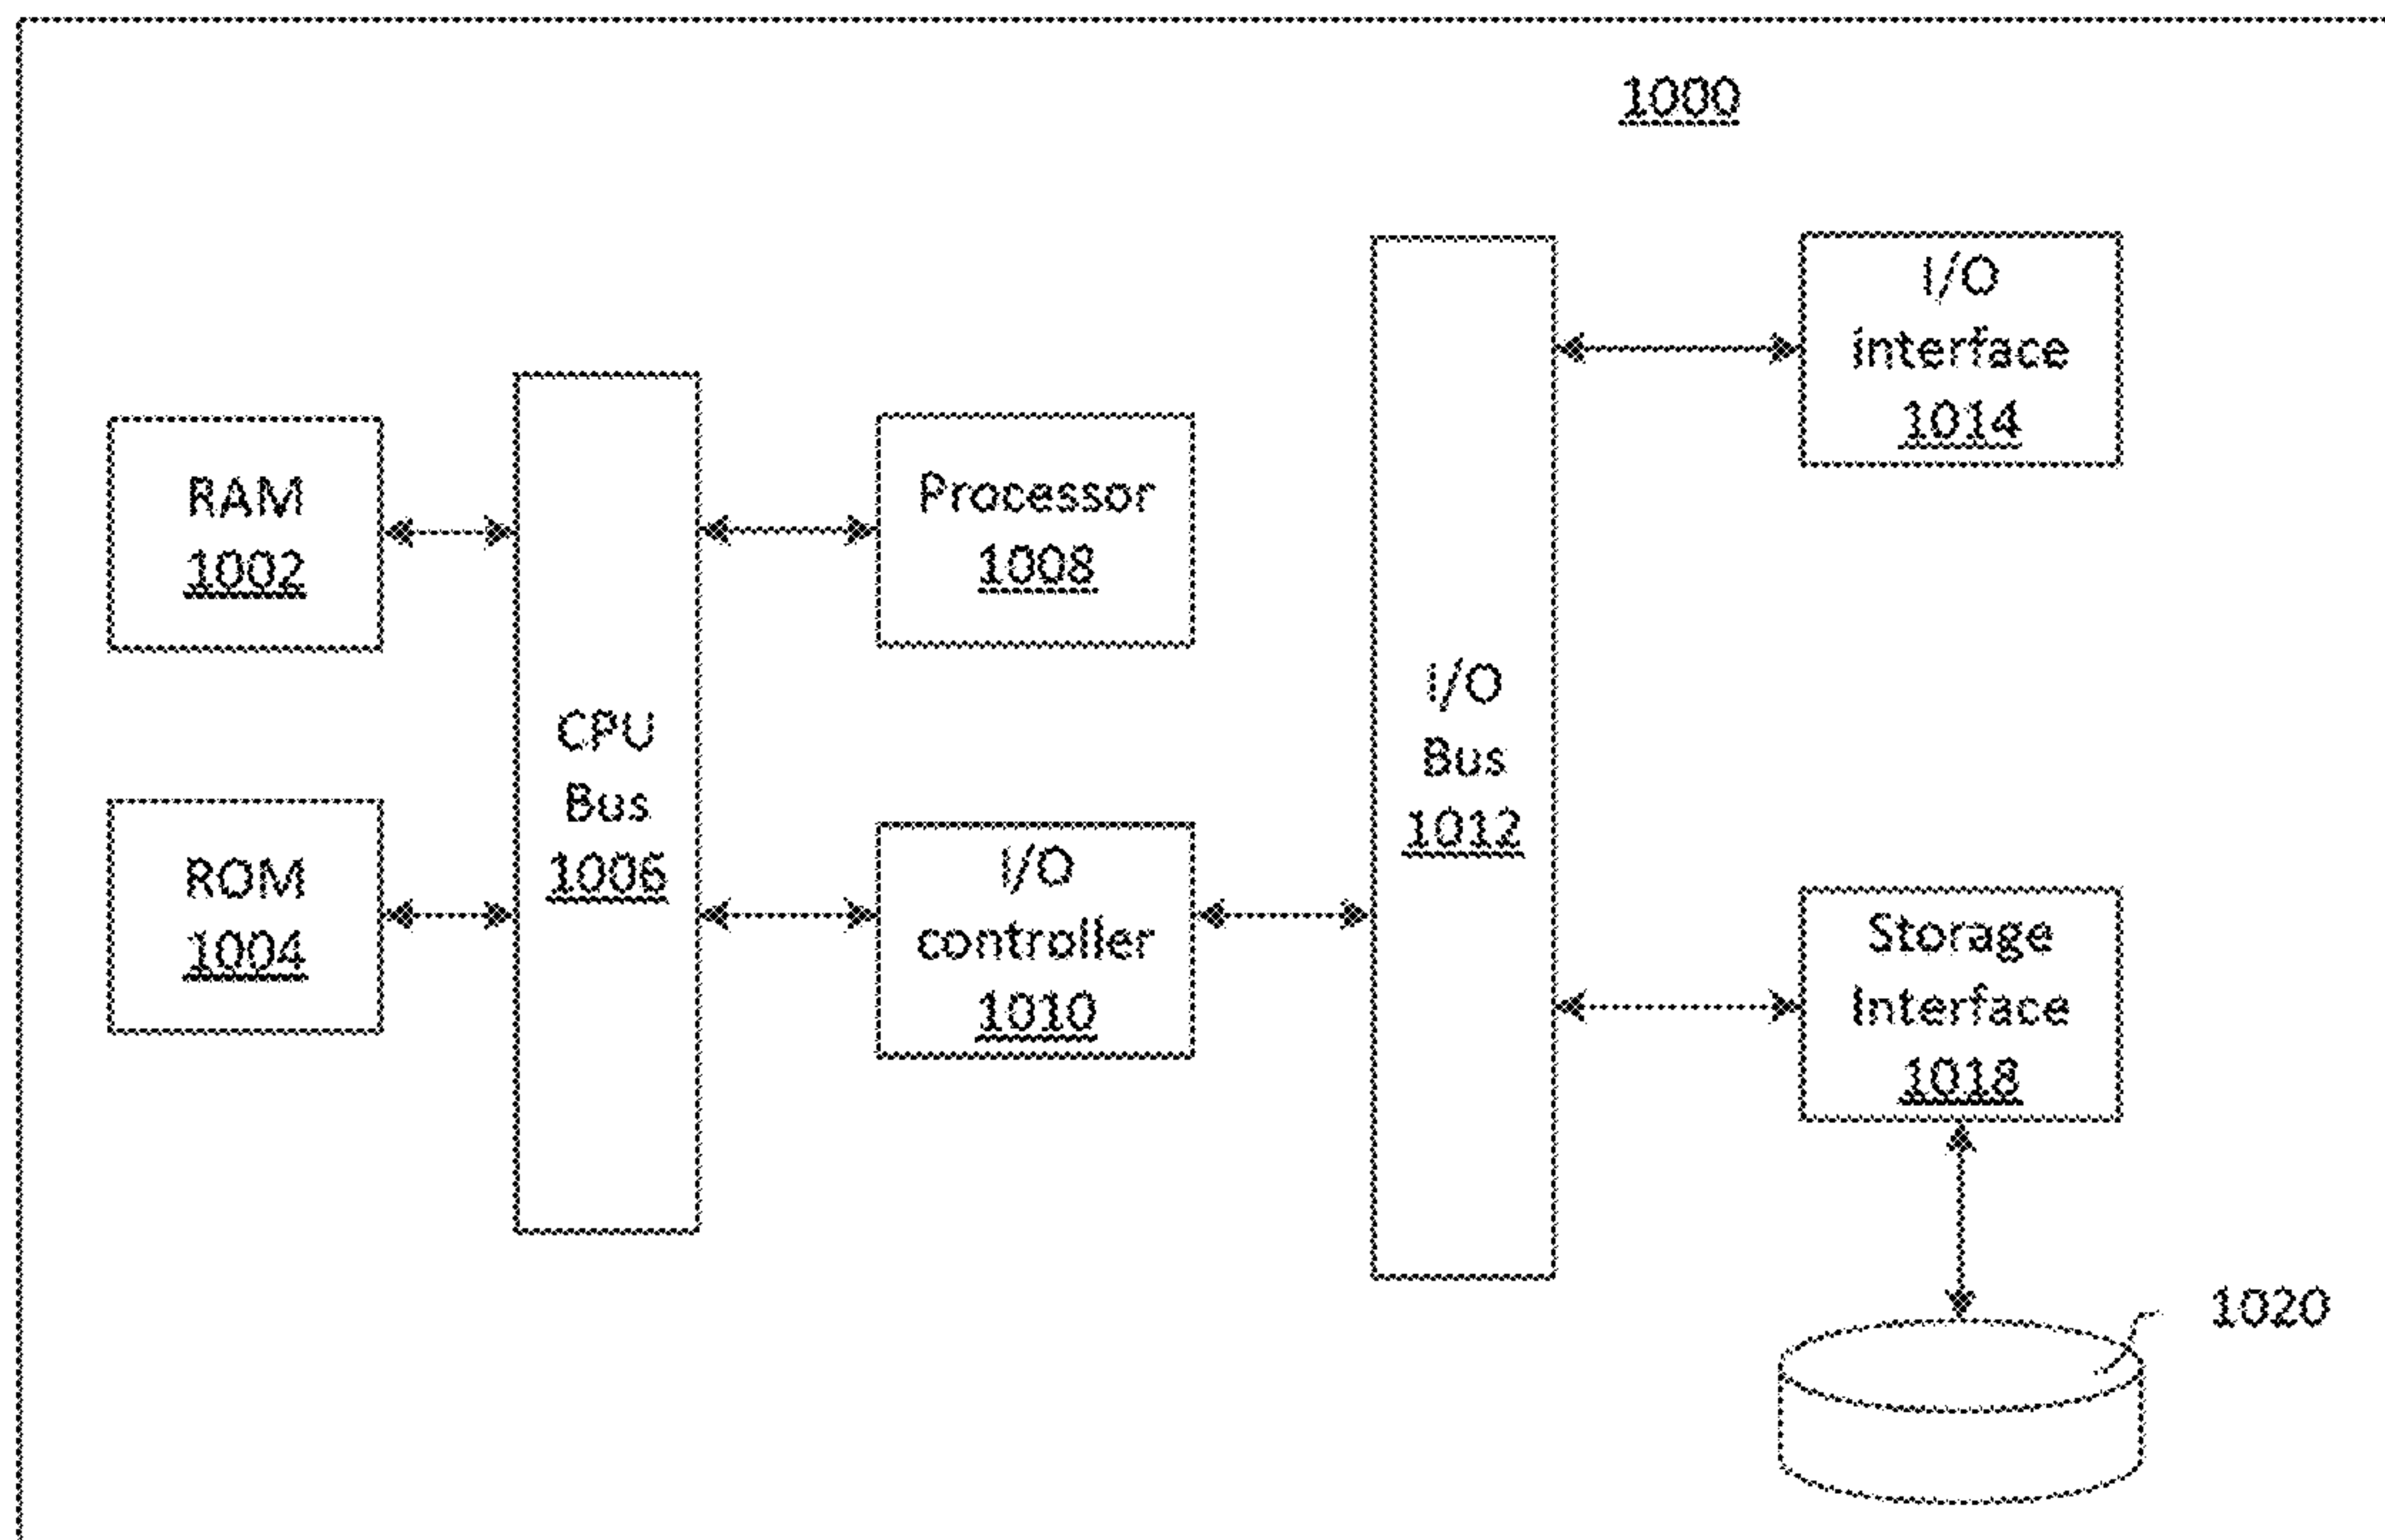 1000
I/O
interface
1014
RAM
1002
Processor
1008
CPU
Bus
1006
I/O
Bus
1012
ROM
1004
I/O
controller
1010
Storage
Interface
1018
1020